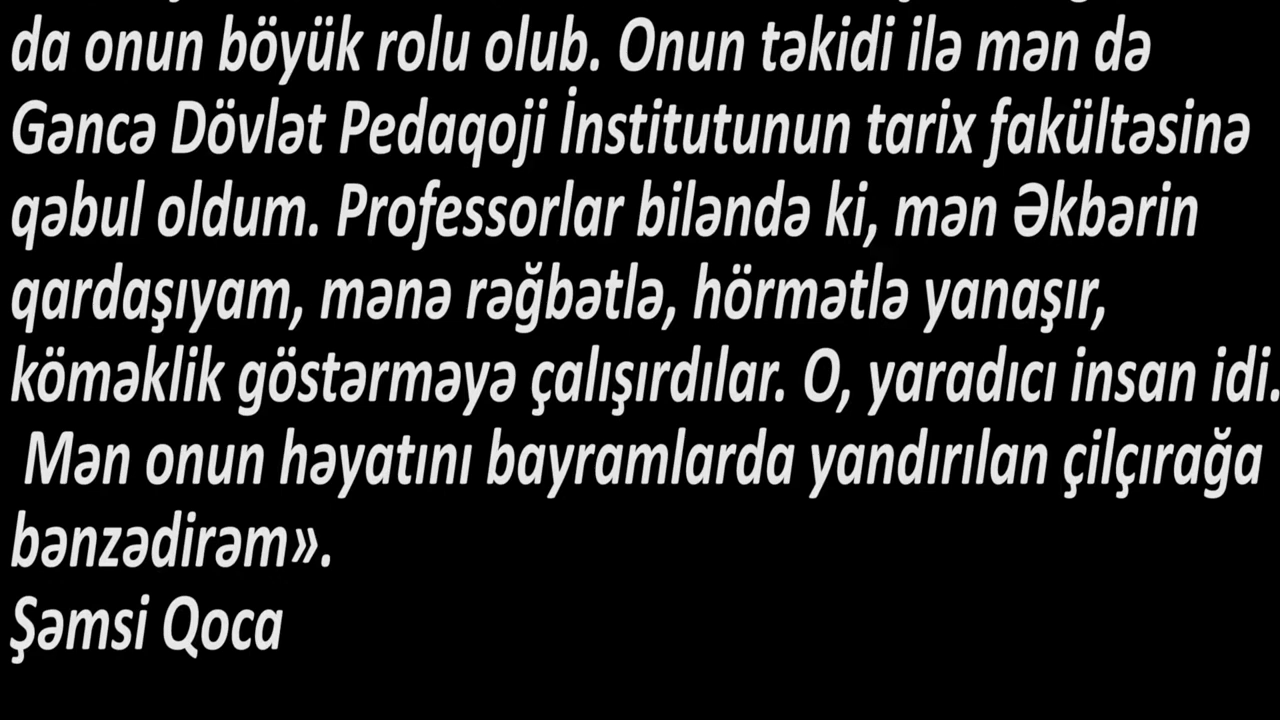 da onun böyük rolu olub. Onun təkidi ilə mən də
Gəncə Dövlət Pedaqoji İnstitutunun tarix fakültəsinə
qəbul oldum. Professorlar biləndə ki, mən Əkbərin
qardaşıyam, mənə rəğbətlə, hörmətlə yanaşır,
köməklik göstərməyə çalışırdılar. O, yaradıcı insan idi.
Mən onun həyatını bayramlarda yandırılan çilçırağa
bənzədirəm».
Şəmsi Qoca